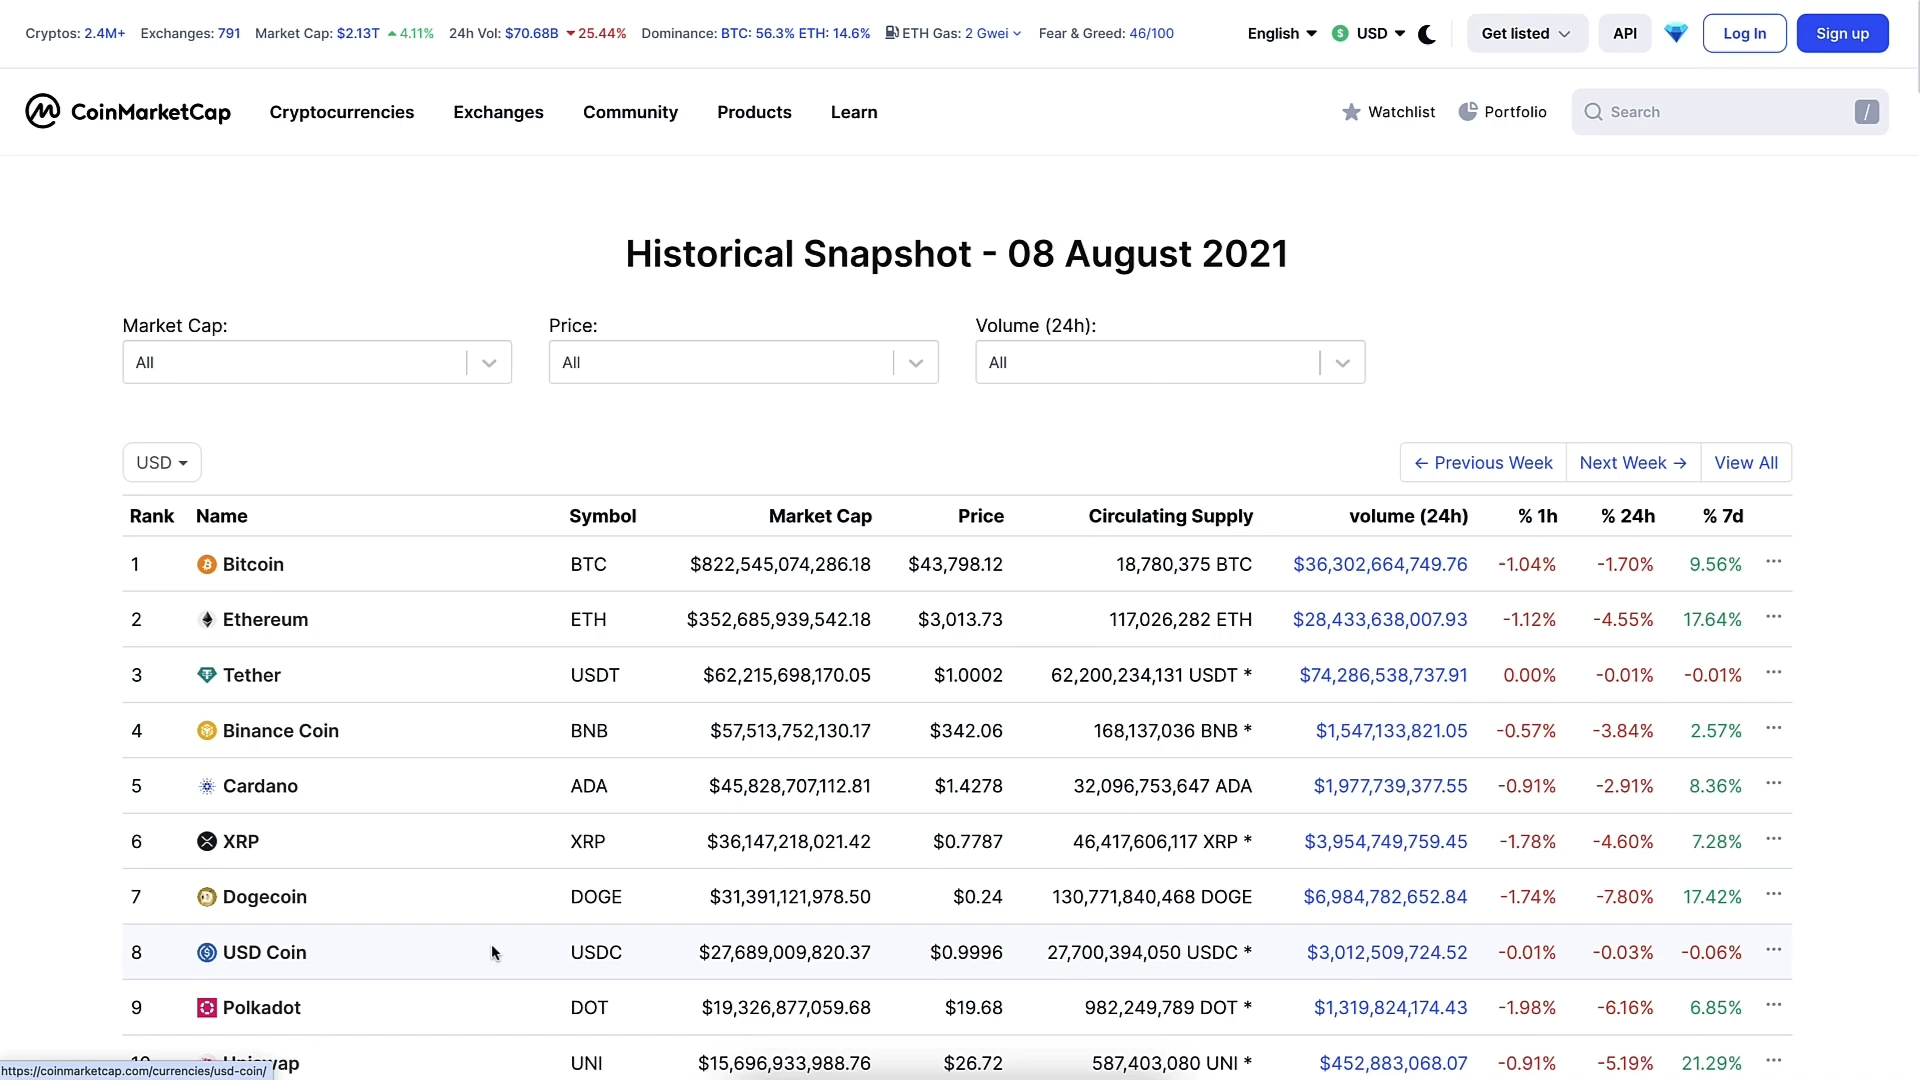 Cryptos: 2.4M+ Exchanges: 791 Market Cap: $2.13T 4.11% 24h Vol: $70.68B 25.44% Dominance: BTC: 56.3% ETH: 14.6% ETH Gas: 2 Gwei Fear & Greed: 46/100 English USD Get listed API Log In Sign up
CoinMarketCap Cryptocurrencies Exchanges Community Products Learn Watchlist Portfolio Search /
Historical Snapshot - 08 August 2021
Market Cap: Price: Volume (24h):
All All All
USD ← Previous Week Next Week → View All
Rank Name Symbol Market Cap Price Circulating Supply volume (24h) % 1h % 24h % 7d
1 Bitcoin BTC $822,545,074,286.18 $43,798.12 18,780,375 BTC $36,302,664,749.76 -1.04% -1.70% 9.56% ...
2 Ethereum ETH $352,685,939,542.18 $3,013.73 117,026,282 ETH $28,433,638,007.93 -1.12% -4.55% 17.64% ...
3 Tether USDT $62,215,698,170.05 $1.0002 62,200,234,131 USDT * $74,286,538,737.91 0.00% -0.01% -0.01% ...
4 Binance Coin BNB $57,513,752,130.17 $342.06 168,137,036 BNB * $1,547,133,821.05 -0.57% -3.84% 2.57% ...
5 Cardano ADA $45,828,707,112.81 $1.4278 32,096,753,647 ADA $1,977,739,377.55 -0.91% -2.91% 8.36% ...
6 XRP XRP $36,147,218,021.42 $0.7787 46,417,606,117 XRP * $3,954,749,759.45 -1.78% -4.60% 7.28% ...
7 Dogecoin DOGE $31,391,121,978.50 $0.24 130,771,840,468 DOGE $6,984,782,652.84 -1.74% -7.80% 17.42% ...
8 USD Coin USDC $27,689,009,820.37 $0.9996 27,700,394,050 USDC * $3,012,509,724.52 -0.01% -0.03% -0.06% ...
9 Polkadot DOT $19,326,877,059.68 $19.68 982,249,789 DOT * $1,319,824,174.43 -1.98% -6.16% 6.85% ...
10 Uniswap UNI $15,696,933,988.76 $26.72 587,403,080 UNI * $452,883,068.07 -0.91% -5.19% 21.29% ...
https://coinmarketcap.com/currencies/usd-coin/